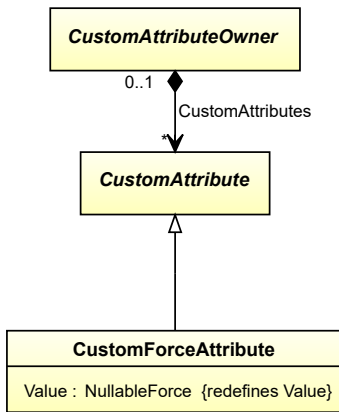 CustomAttributeOwner
0..1
CustomAttributes
*
CustomAttribute
CustomForceAttribute
Value : NullableForce {redefines Value}